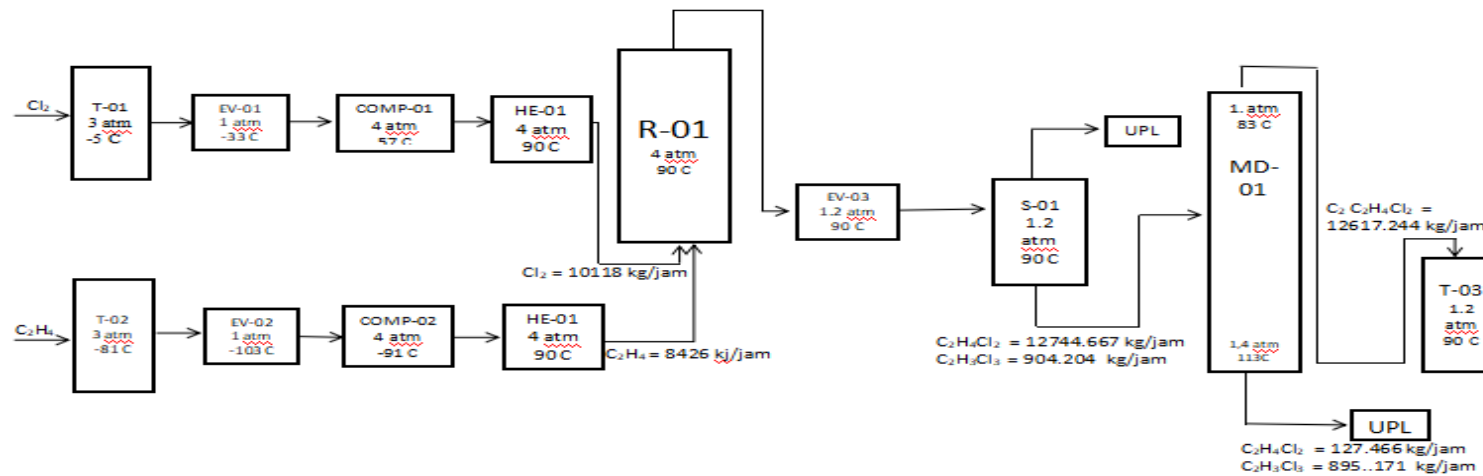 Cl₂
T-01
3 atm
-5 C
EV-01
1 atm
-33 C
COMP-01
4 atm
57 C
HE-01
4 atm
90 C
R-01
4 atm
90 C
Cl₂ = 10118 kg/jam
C₂H₄
T-02
3 atm
-81 C
EV-02
1 atm
-103 C
COMP-02
4 atm
-91 C
HE-01
4 atm
90 C
C₂H₄ = 8426 kj/jam
EV-03
1.2 atm
90 C
UPL
S-01
1.2
atm
90 C
C₂H₄Cl₂ = 12744.667 kg/jam
C₂H₃Cl₃ = 904.204 kg/jam
1. atm
83 C
MD-
01
1,4 atm
113C
C₂ C₂H₄Cl₂ =
12617.244 kg/jam
T-03
1.2
atm
90 C
UPL
C₂H₄Cl₂ = 127.466 kg/jam
C₂H₃Cl₃ = 895..171 kg/jam